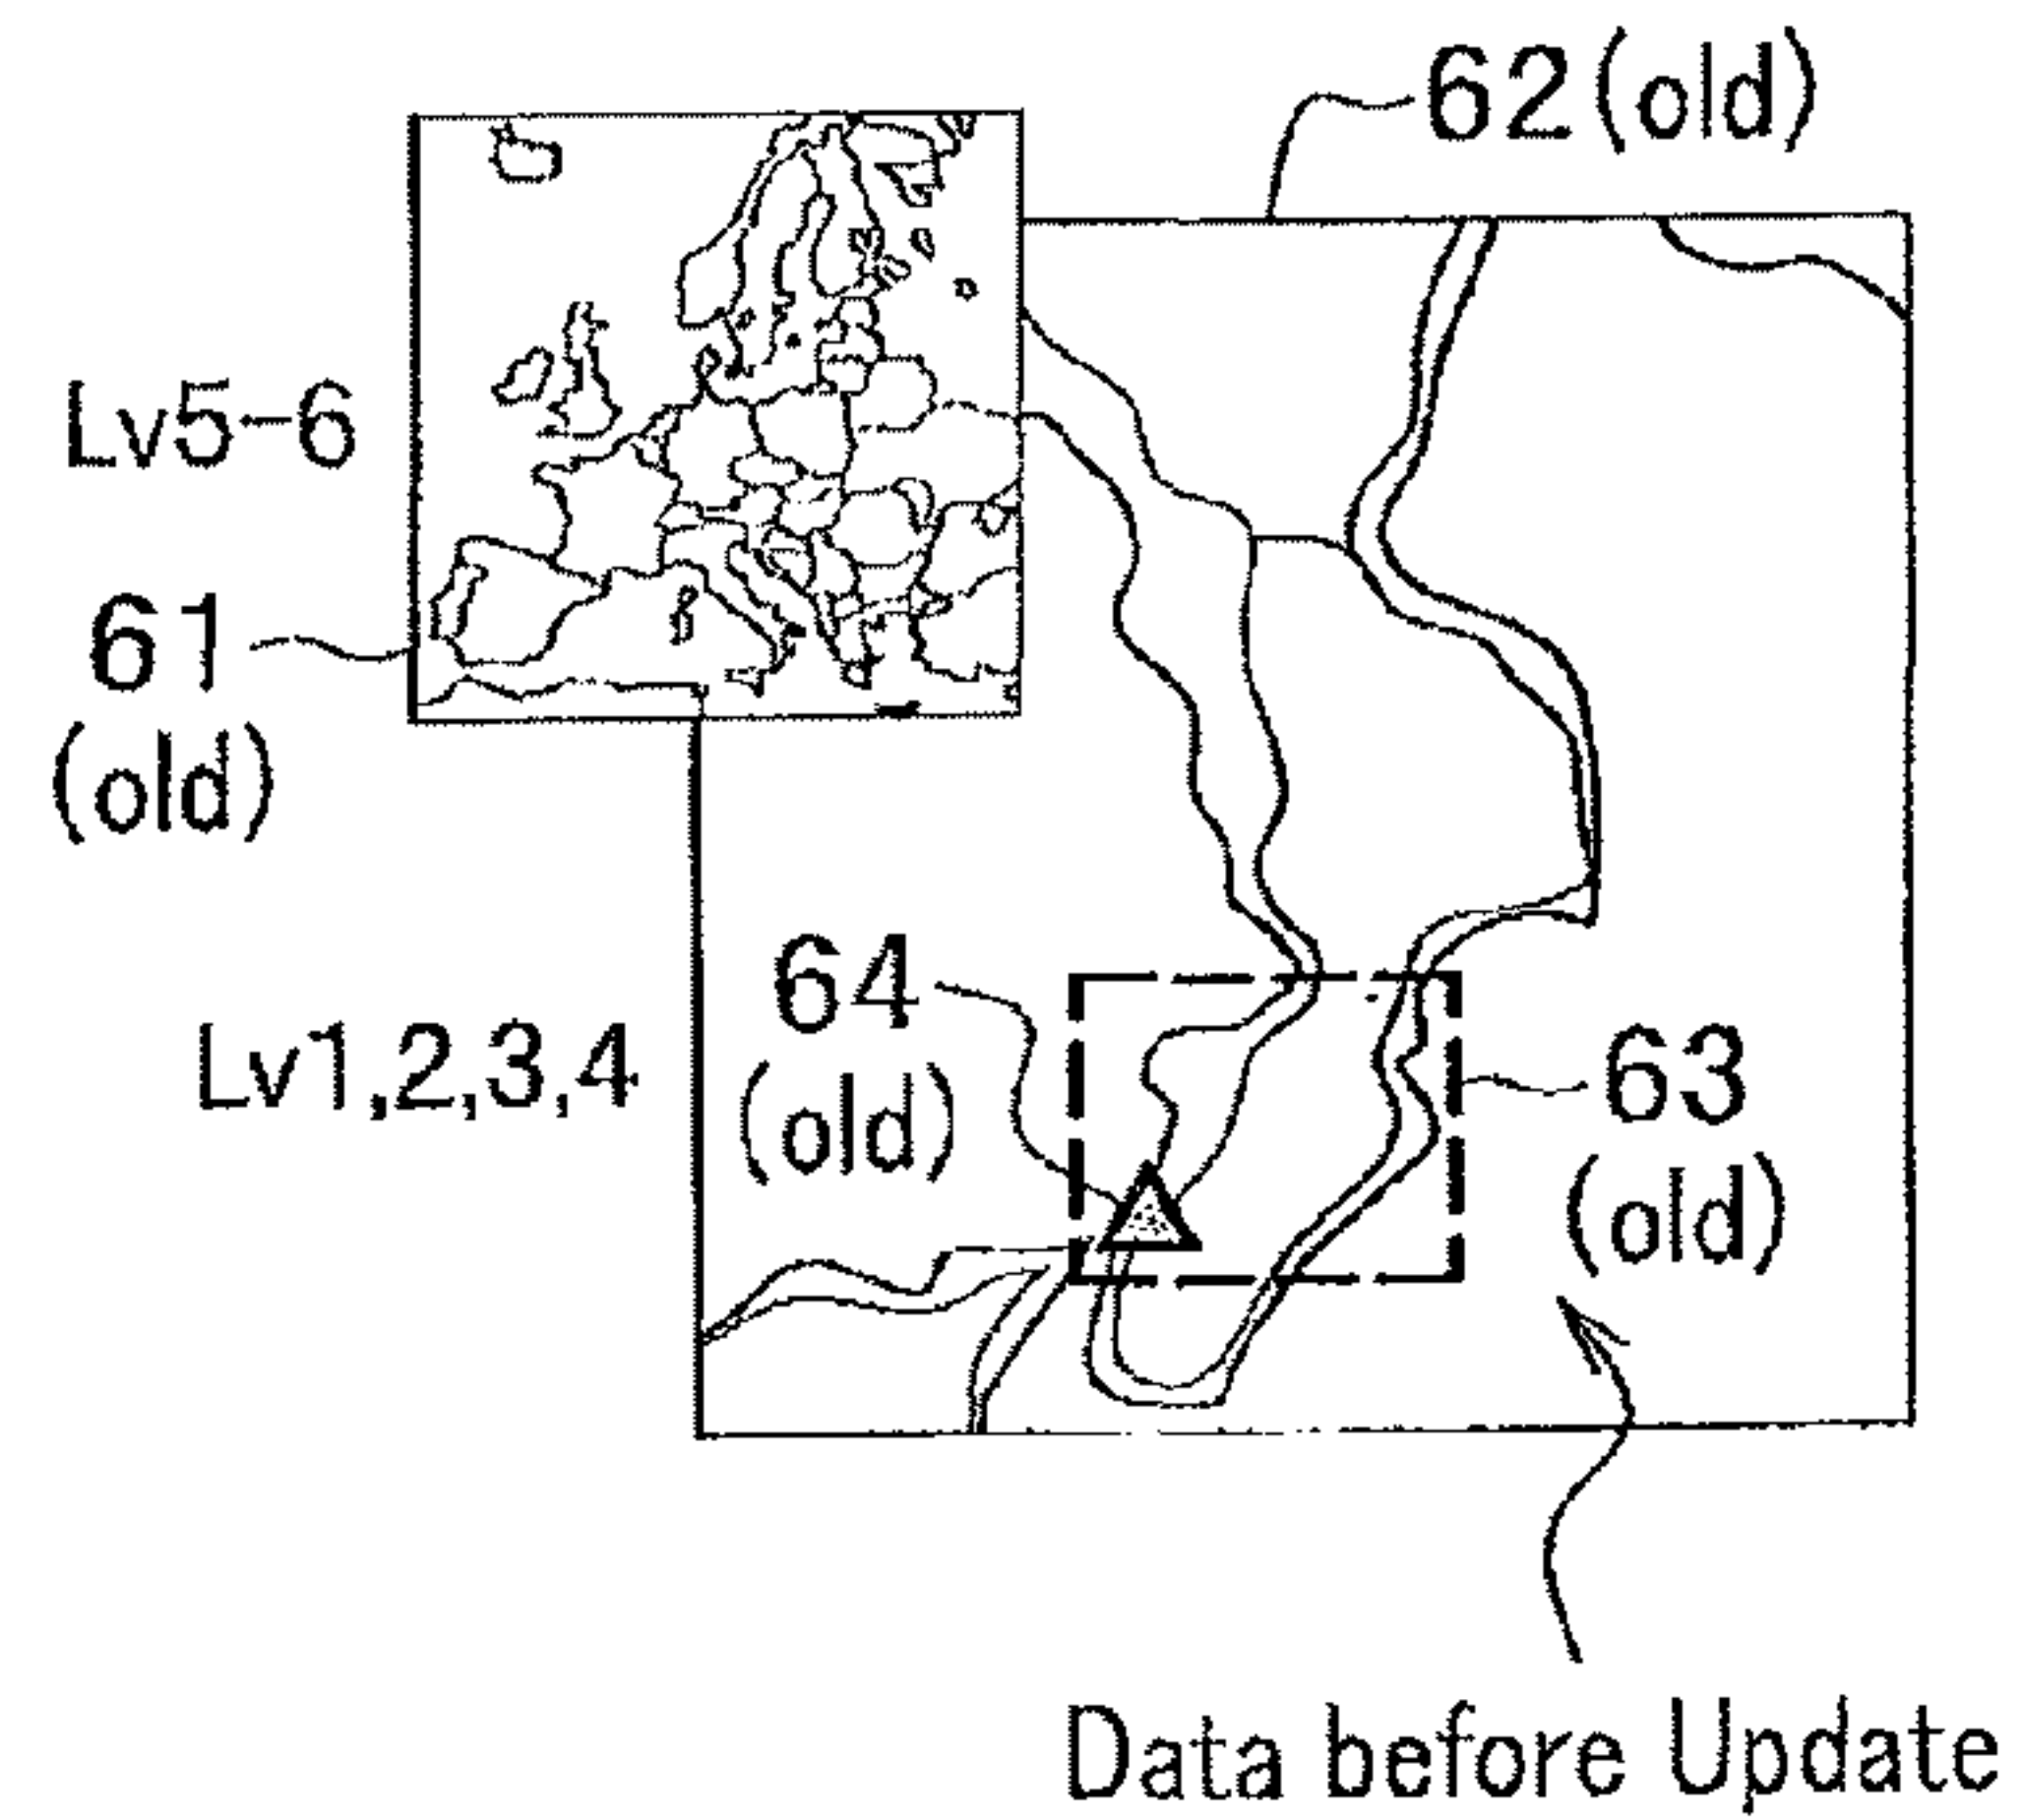 62(old)
Lv5-6
61
(old)
64
(old)
Lv1,2,3,4
63
(old)
Data before Update